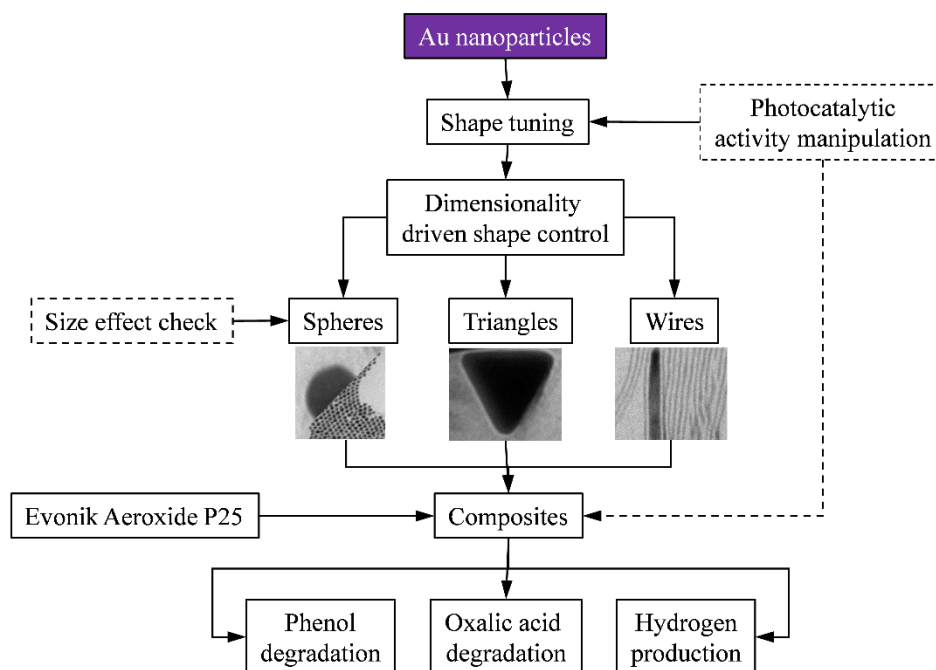 Au nanoparticles
Shape tuning
Photocatalytic
activity manipulation
Dimensionality
driven shape control
Size effect check
Spheres
Triangles
Wires
Evonik Aeroxide P25
Composites
Phenol
degradation
Oxalic acid
degradation
Hydrogen
production